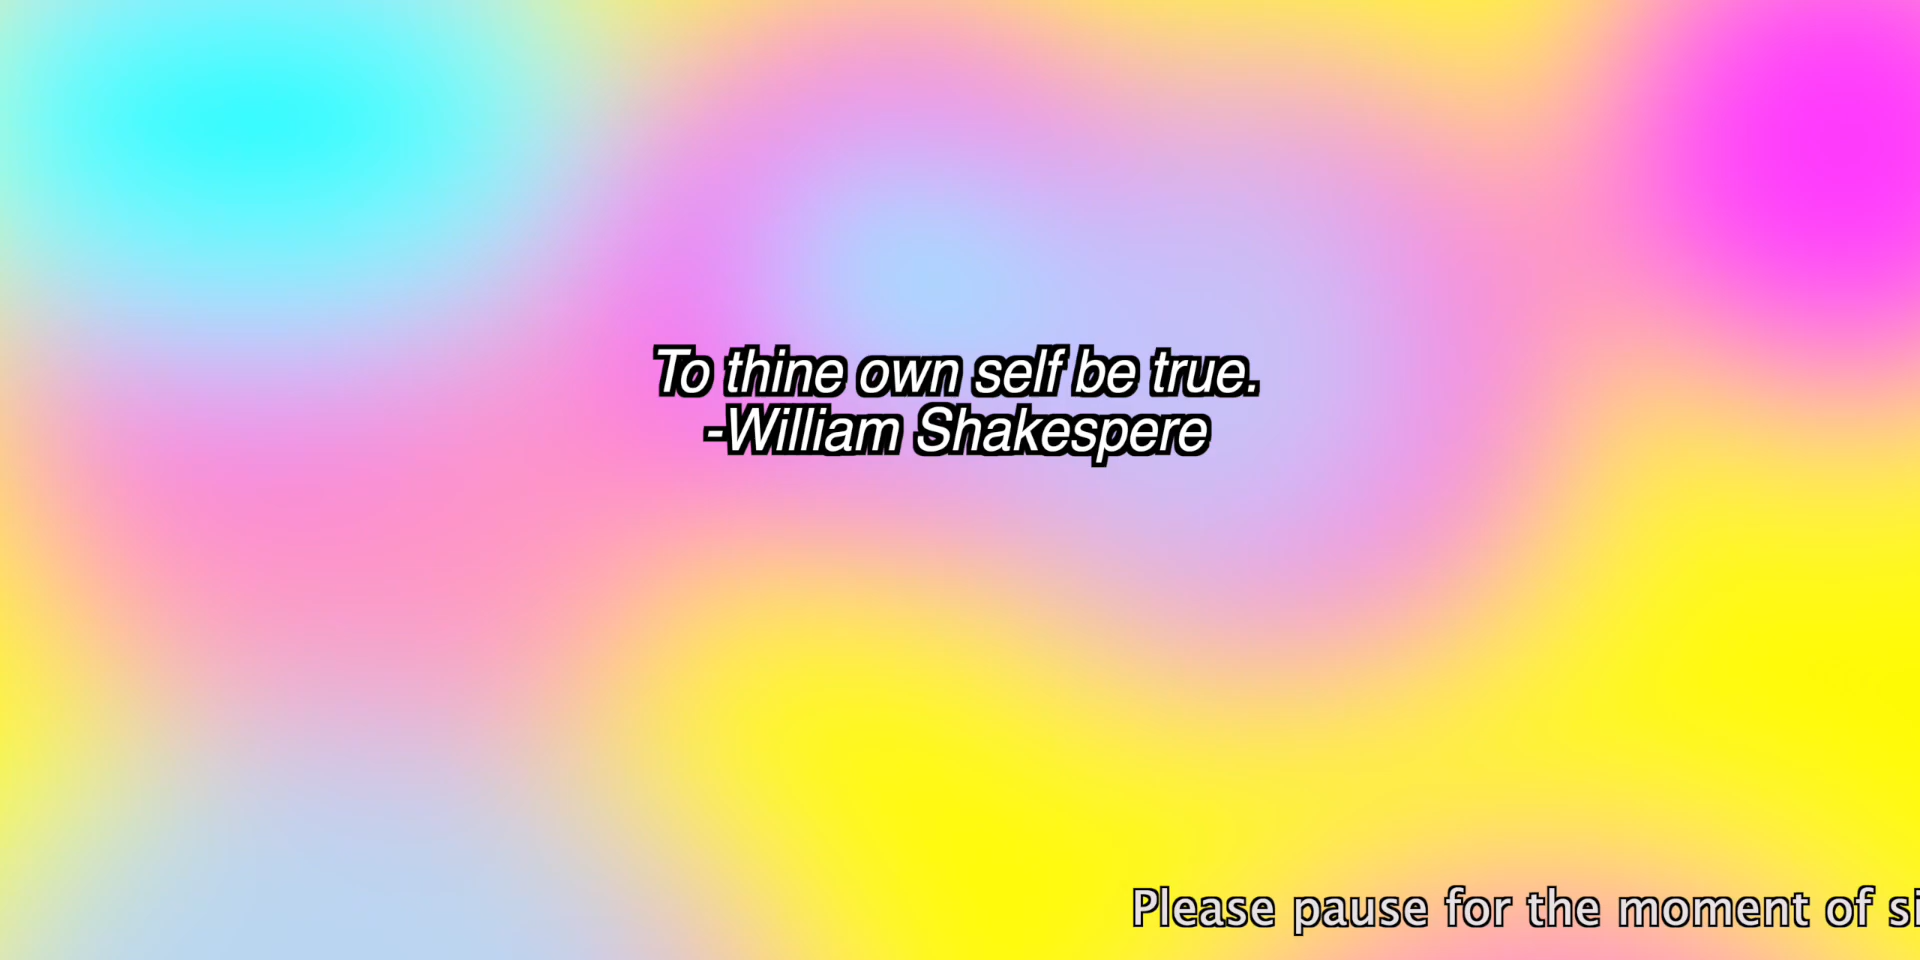 To thine own self be true.
-William Shakespere
Please pause for the moment of